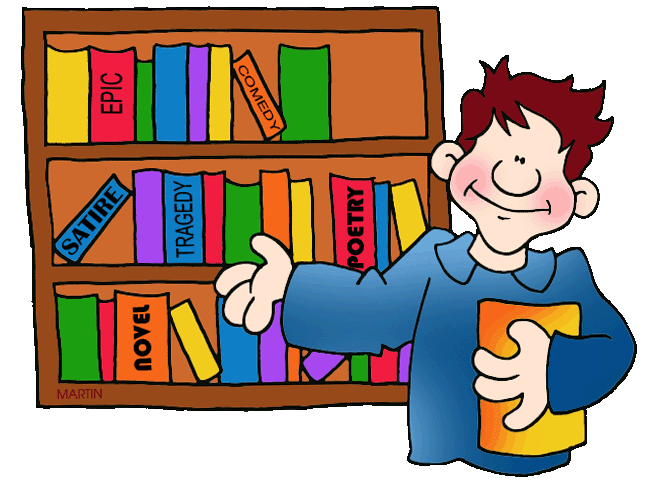 EPIC
COMEDY
SATIRE
TRAGEDY
POETRY
NOVEL
MARTIN